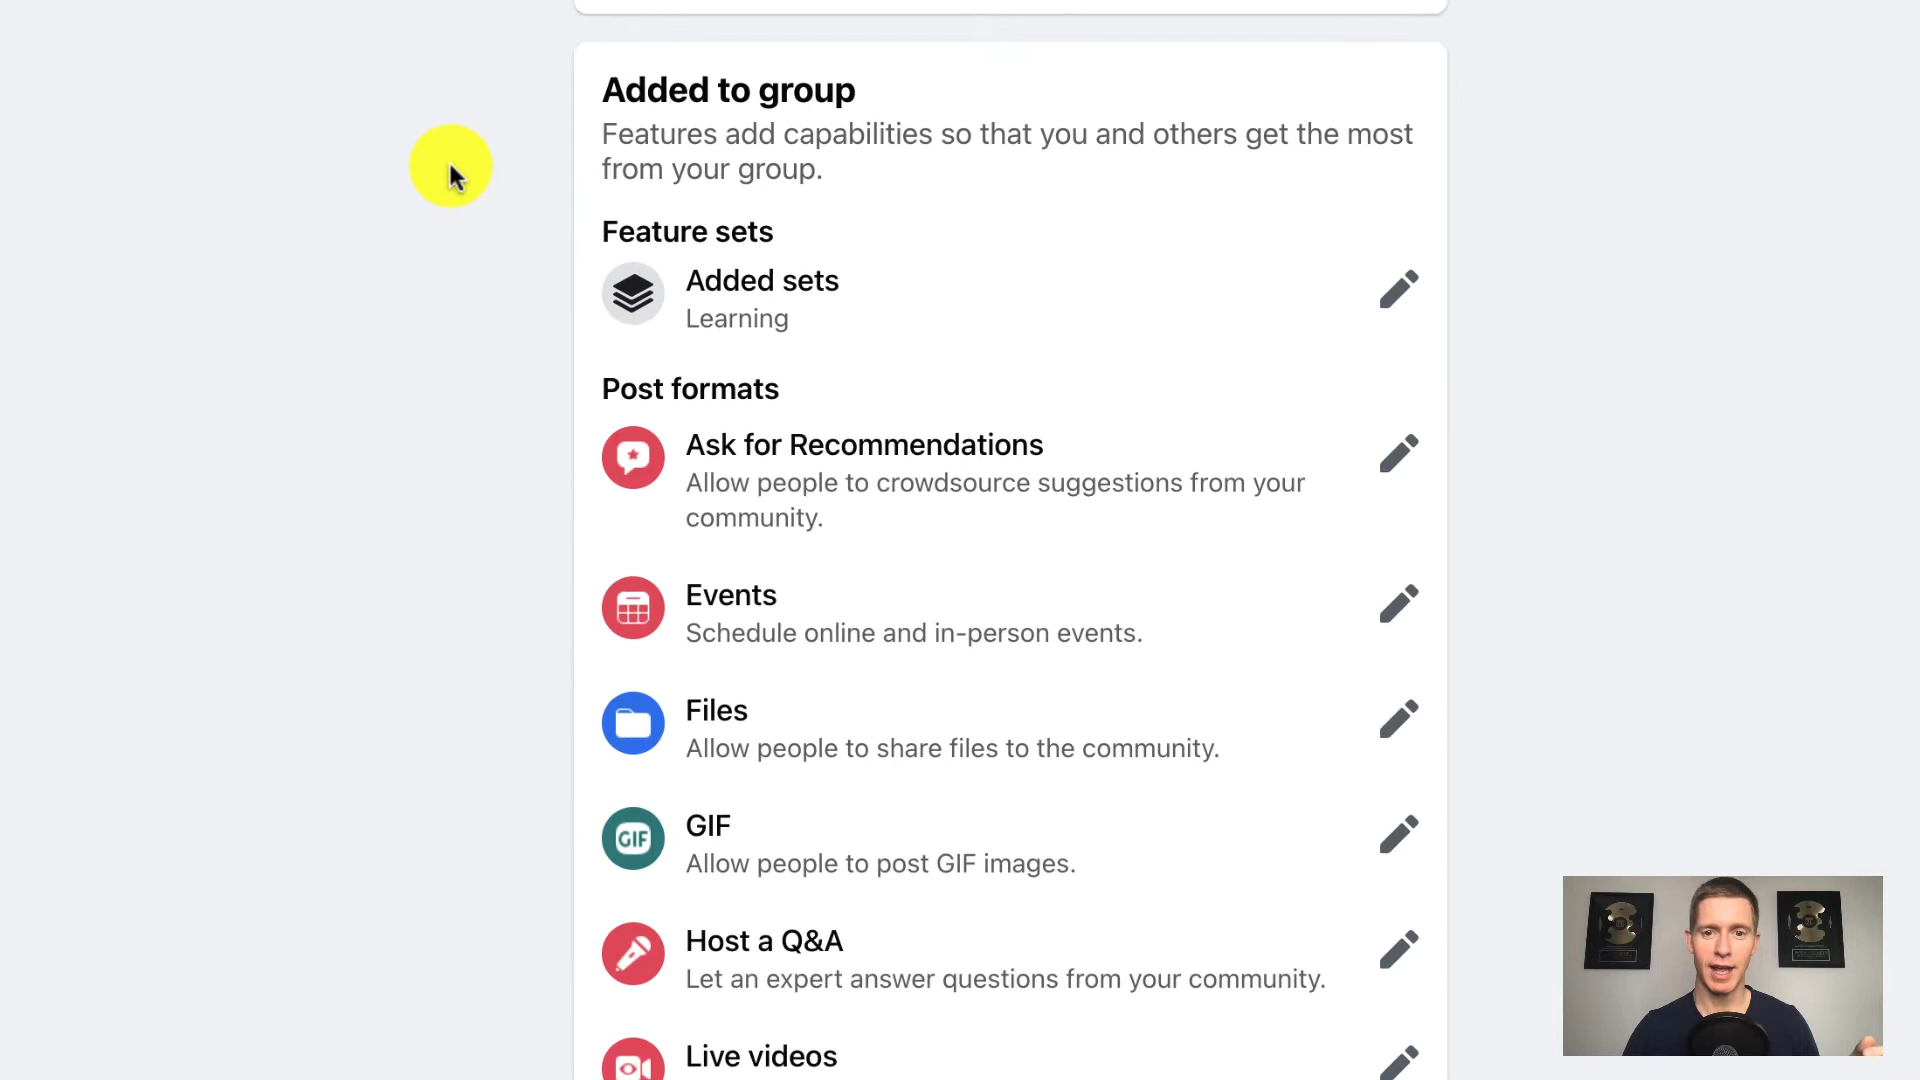 Added to group
Features add capabilities so that you and others get the most
from your group.
Feature sets
Added sets
Learning
Post formats
Ask for Recommendations
Allow people to crowdsource suggestions from your
community.
Events
Schedule online and in-person events.
Files
Allow people to share files to the community.
GIF
GIF
Allow people to post GIF images.
Host a Q&A
Let an expert answer questions from your community.
Live videos